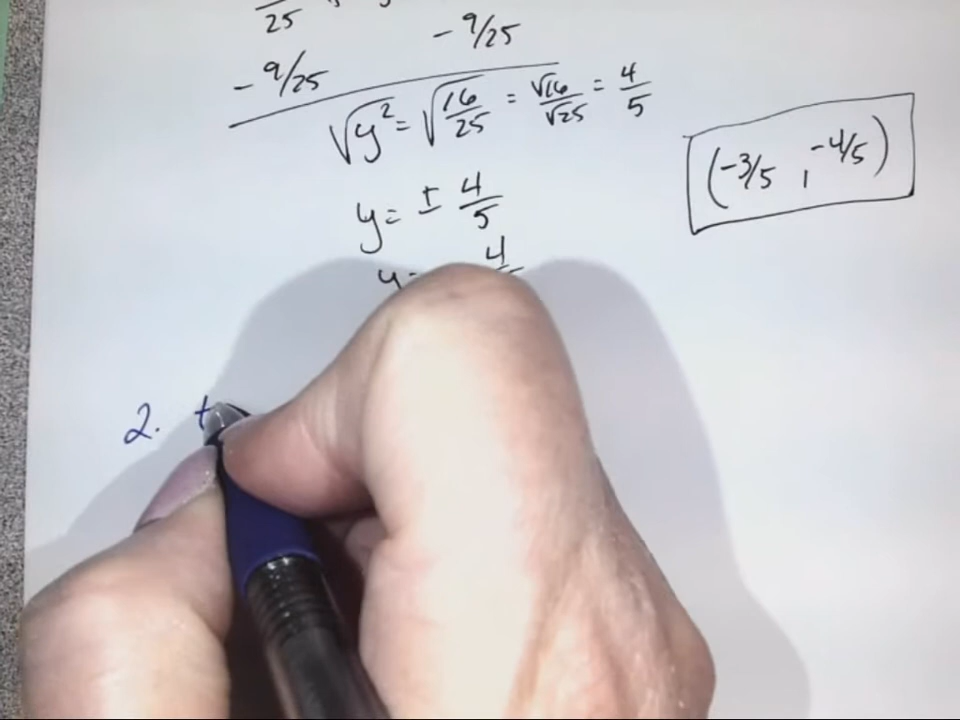 25
- 9/25
- 9/25
√y² = √16/25 = √16/√25 = 4/5
(-3/5 , -4/5)
y = ± 4/5
y = 4
2. t